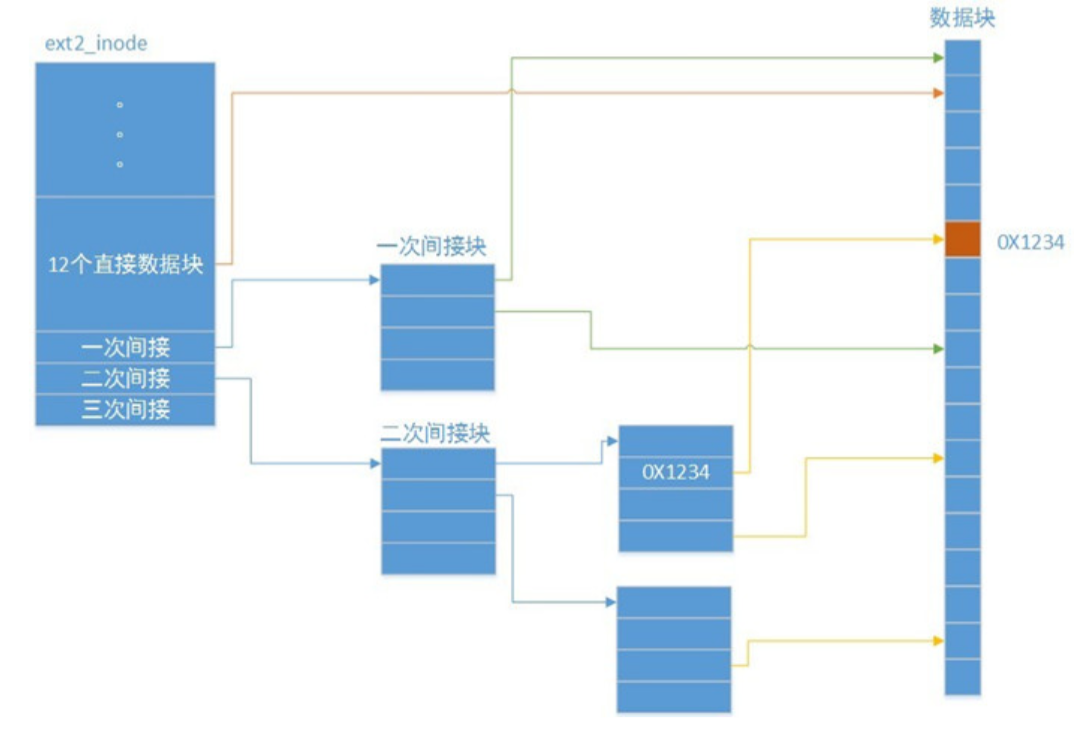 数据块
ext2_inode
。
。
。
12个直接数据块
一次间接
二次间接
三次间接
一次间接块
二次间接块
0X1234
0X1234